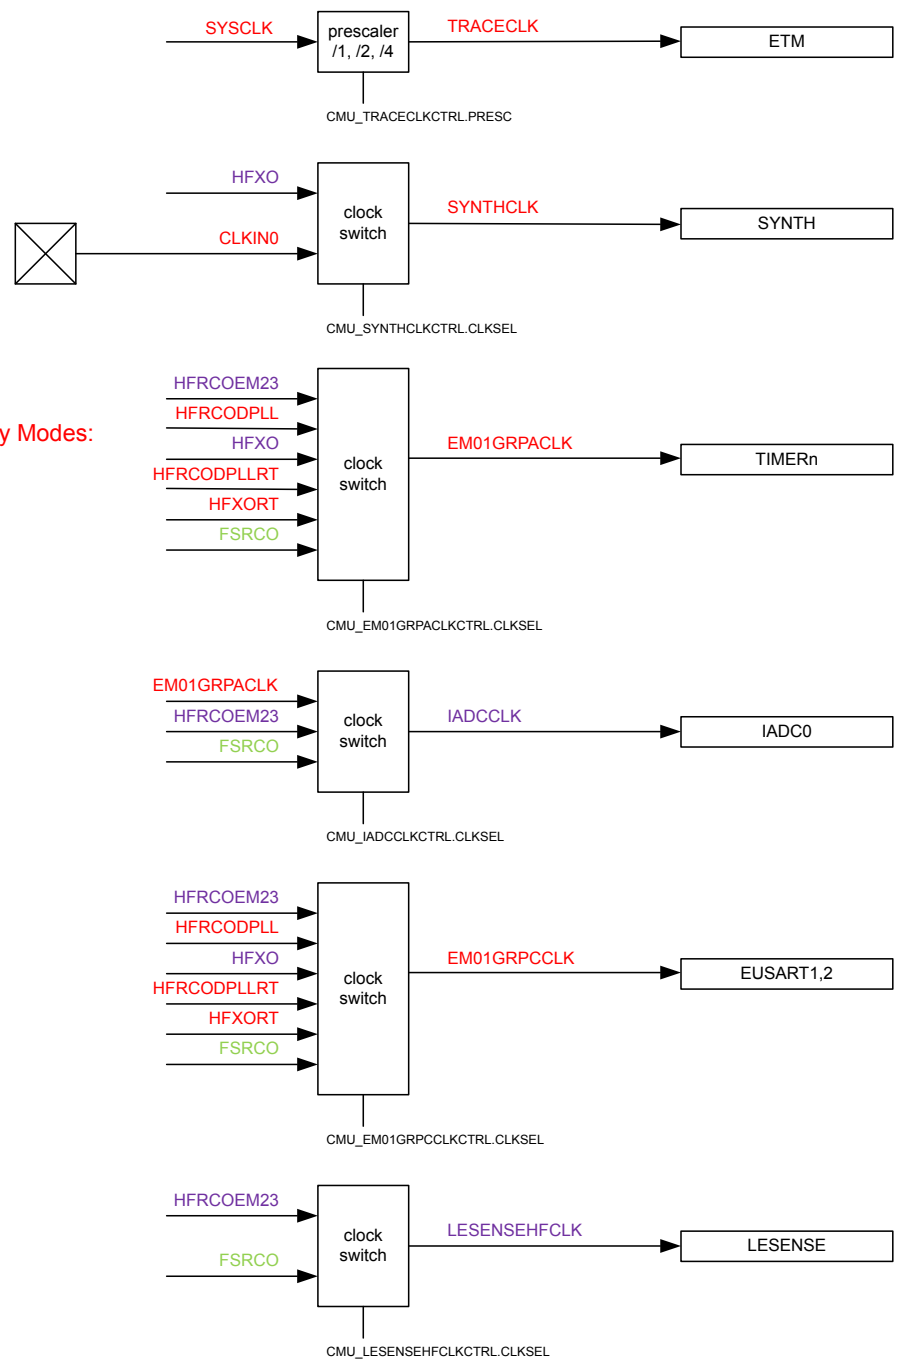 SYSCLK
prescaler
/1, /2, /4
TRACECLK
ETM
CMU_TRACECLKCTRL.PRESC
HFXO
CLKIN0
clock
switch
SYNTHCLK
SYNTH
CMU_SYNTHCLKCTRL.CLKSEL
y Modes:
HFRCOEM23
HFRCODPLL
HFXO
HFRCODPLLRT
HFXORT
FSRCO
clock
switch
EM01GRPACLK
TIMERn
CMU_EM01GRPACLKCTRL.CLKSEL
EM01GRPACLK
HFRCOEM23
FSRCO
clock
switch
IADCCLK
IADC0
CMU_IADCCLKCTRL.CLKSEL
HFRCOEM23
HFRCODPLL
HFXO
HFRCODPLLRT
HFXORT
FSRCO
clock
switch
EM01GRPCCLK
EUSART1,2
CMU_EM01GRPCCLKCTRL.CLKSEL
HFRCOEM23
FSRCO
clock
switch
LESENSEHFCLK
LESENSE
CMU_LESENSEHFCLKCTRL.CLKSEL